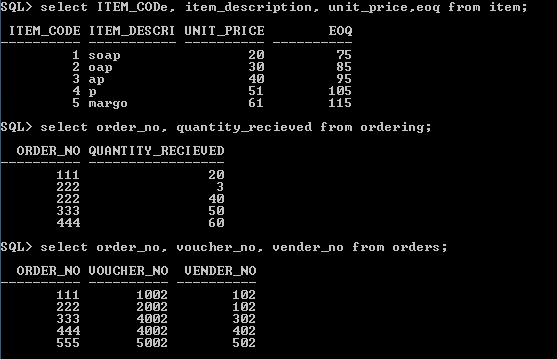 SQL> select ITEM_CODe, item_description, unit_price,eoq from item;
ITEM_CODE ITEM_DESCRI UNIT_PRICE EOQ
---------- ---------- ---------- ----------
1 soap 20 75
2 oap 30 85
3 ap 40 95
4 p 51 105
5 margo 61 115
SQL> select order_no, quantity_recieved from ordering;
ORDER_NO QUANTITY_RECIEVED
---------- -----------------
111 20
222 3
222 40
333 50
444 60
SQL> select order_no, voucher_no, vender_no from orders;
ORDER_NO VOUCHER_NO VENDER_NO
---------- ---------- ----------
111 1002 102
222 2002 102
333 4002 302
444 4002 402
555 5002 502